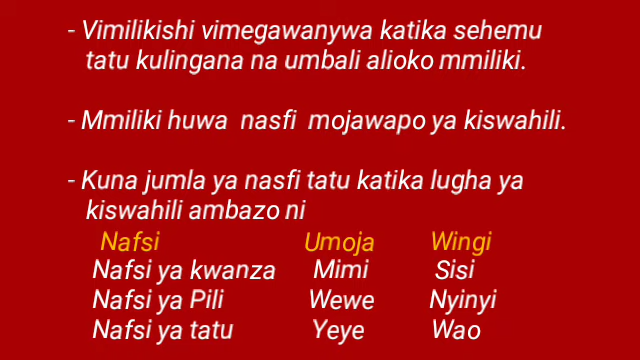 - Vimilikishi vimegawanywa katika sehemu
tatu kulingana na umbali alioko mmiliki.
- Mmiliki huwa nasfi mojawapo ya kiswahili.
- Kuna jumla ya nasfi tatu katika lugha ya
kiswahili ambazo ni
Nafsi Umoja Wingi
Nafsi ya kwanza Mimi Sisi
Nafsi ya Pili Wewe Nyinyi
Nafsi ya tatu Yeye Wao